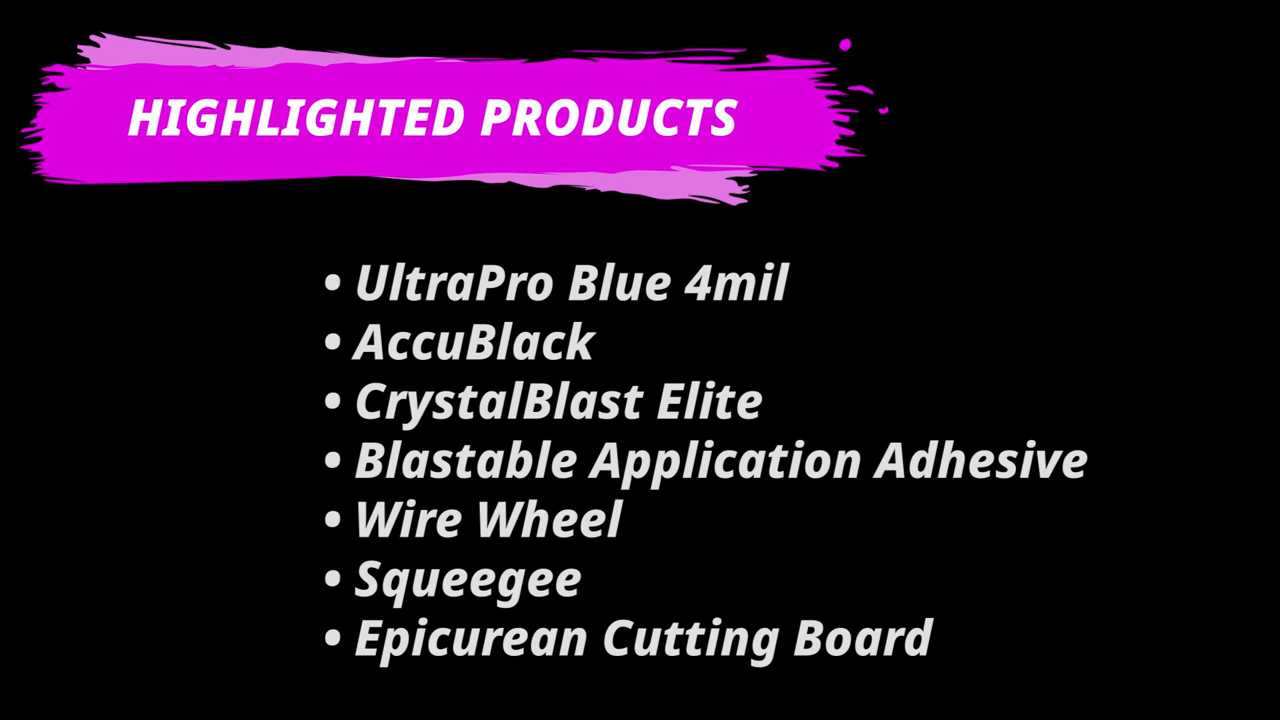 HIGHLIGHTED PRODUCTS
• UltraPro Blue 4mil
• AccuBlack
• CrystalBlast Elite
• Blastable Application Adhesive
• Wire Wheel
• Squeegee
• Epicurean Cutting Board